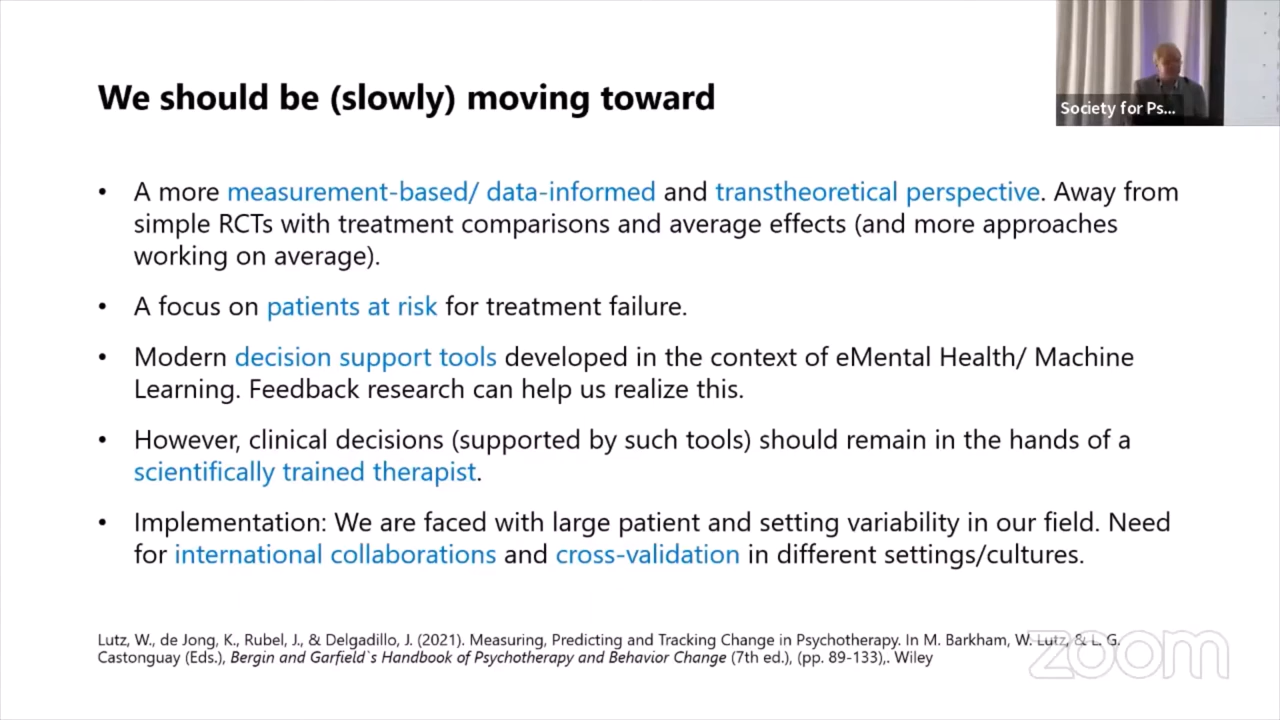 We should be (slowly) moving toward
Society for Ps...
• A more measurement-based/ data-informed and transtheoretical perspective. Away from
simple RCTs with treatment comparisons and average effects (and more approaches
working on average).
• A focus on patients at risk for treatment failure.
• Modern decision support tools developed in the context of eMental Health/ Machine
Learning. Feedback research can help us realize this.
• However, clinical decisions (supported by such tools) should remain in the hands of a
scientifically trained therapist.
• Implementation: We are faced with large patient and setting variability in our field. Need
for international collaborations and cross-validation in different settings/cultures.
Lutz, W., de Jong, K., Rubel, J., & Delgadillo, J. (2021). Measuring, Predicting and Tracking Change in Psychotherapy. In M. Barkham, W. Lutz, & L. G.
Castonguay (Eds.), Bergin and Garfield`s Handbook of Psychotherapy and Behavior Change (7th ed.), (pp. 89-133),. Wiley
zoom